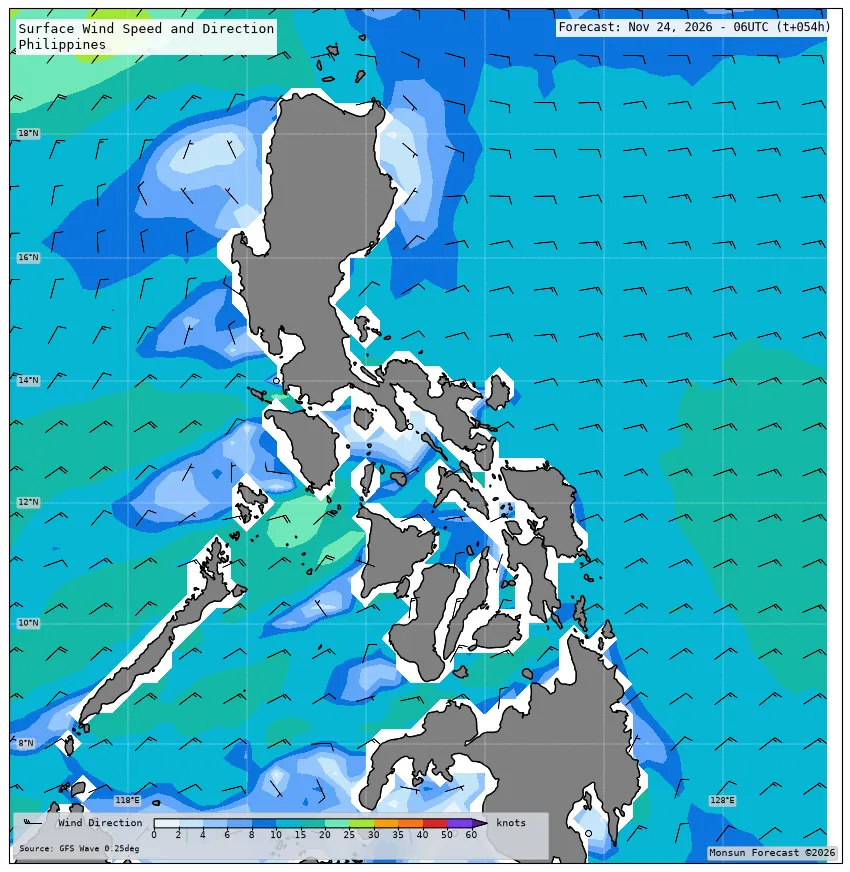 Surface Wind Speed and Direction
Philippines
Forecast: Nov 24, 2026 - 06UTC (t+054h)
18°N
16°N
14°N
12°N
10°N
8°N
118°E
128°E
Wind Direction
knots
0 2 4 6 8 10 15 20 25 30 35 40 50 60
Source: GFS Wave 0.25deg
Monsun Forecast ©2026